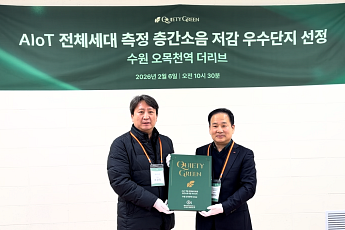 QUIETY GREEN
AIoT 전체세대 측정 층간소음 저감 우수단지 선정
수원 오목천역 더리브
2026년 2월 6일 | 오전 10시 30분
QUIETY
GREEN